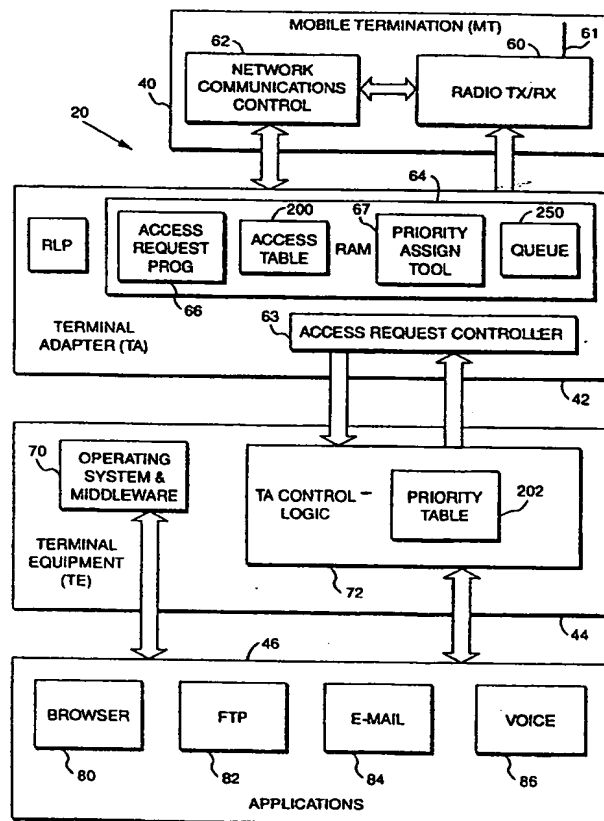 MOBILE TERMINATION (MT)
61
62
60
NETWORK
COMMUNICATIONS
CONTROL
RADIO TX/RX
40
20
64
RLP
ACCESS
REQUEST
PROG
66
200
ACCESS
TABLE
RAM
67
PRIORITY
ASSIGN
TOOL
250
QUEUE
TERMINAL
ADAPTER (TA)
63
ACCESS REQUEST CONTROLLER
42
70
OPERATING
SYSTEM &
MIDDLEWARE
TA CONTROL
LOGIC
PRIORITY
TABLE
202
TERMINAL
EQUIPMENT
(TE)
72
44
46
BROWSER
80
FTP
82
E-MAIL
84
VOICE
86
APPLICATIONS